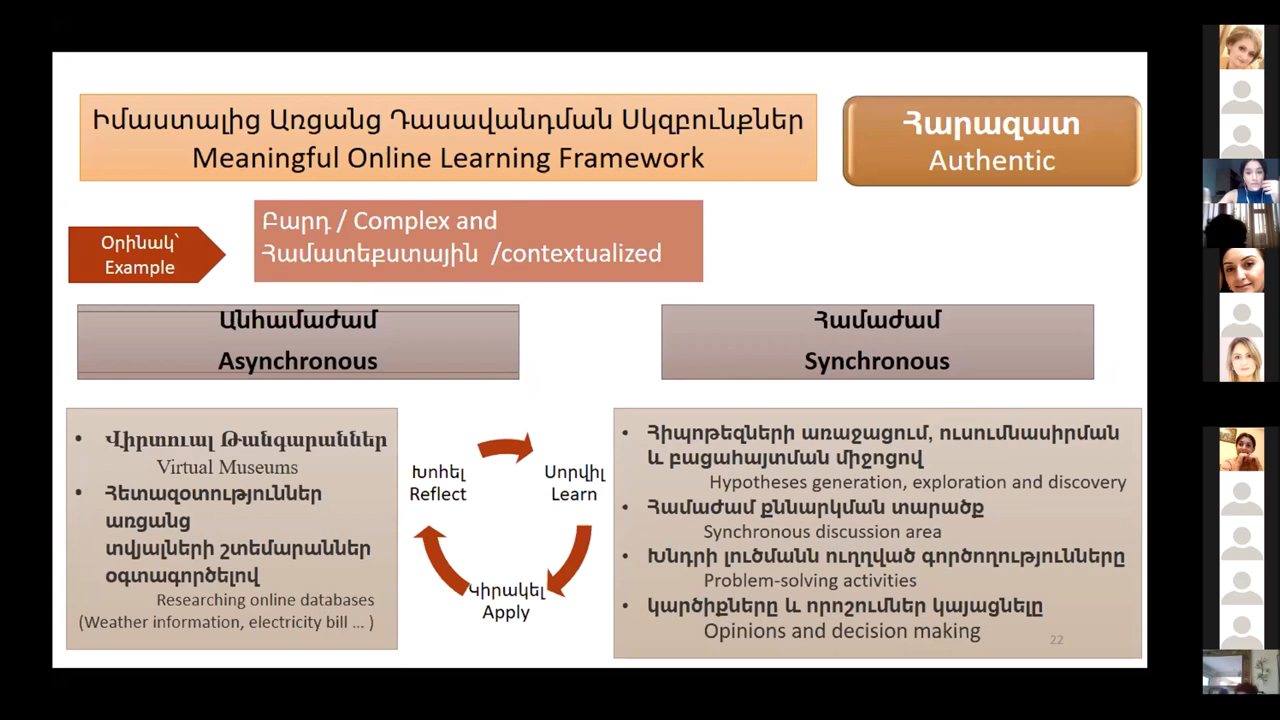 Իմաստալից Առցանց Դասավանդման Սկզբունքներ
Meaningful Online Learning Framework
Հարազատ
Authentic
Օրինակ՝
Example
Բարդ / Complex and
Համատեքստային /contextualized
Անհամաժամ
Asynchronous
Համաժամ
Synchronous
• Վիրտուալ Թանգարաններ
Virtual Museums
• Հետազօտություններ
առցանց
տվյալների շտեմարաններ
օգտագործելով
Researching online databases
(Weather information, electricity bill ... )
Խոհել
Reflect
Սորվիլ
Learn
Կիրակել
Apply
• Հիպոթեզների առաջացում, ուսումնասիրման
և բացահայտման միջոցով
Hypotheses generation, exploration and discovery
• Համաժամ քննարկման տարածք
Synchronous discussion area
• Խնդրի լուծմանն ուղղված գործողությունները
Problem-solving activities
• կարծիքները և որոշումներ կայացնելը
Opinions and decision making
22